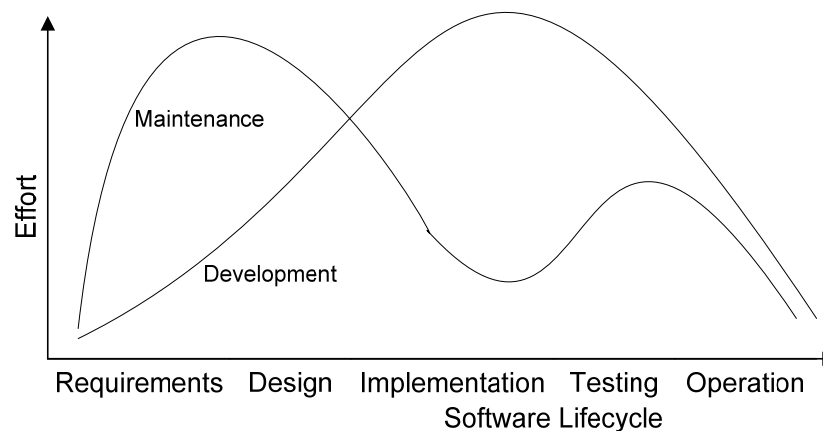 Maintenance
Effort
Development
Requirements Design Implementation Testing Operation
Software Lifecycle